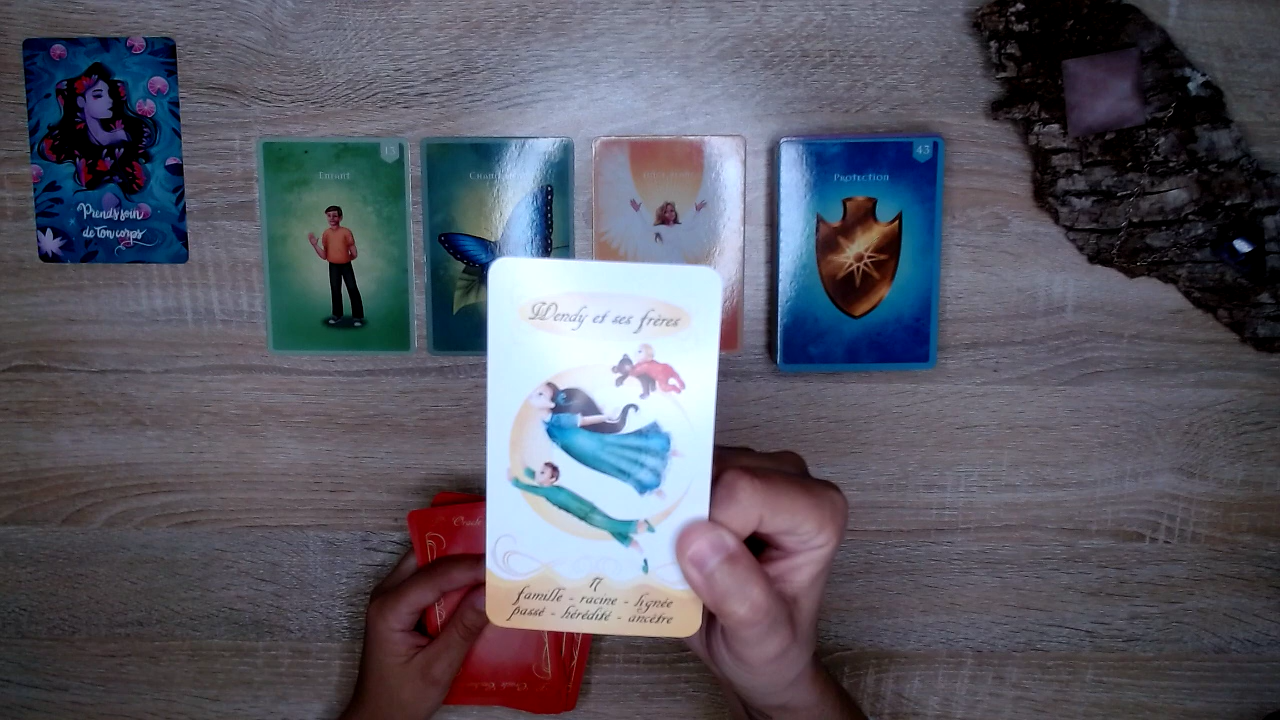 Prends soin
de ton corps
13
Enfant
43
Protection
Wendy et ses frères
17
famille - racine - lignée
passé - hérédité - ancêtre